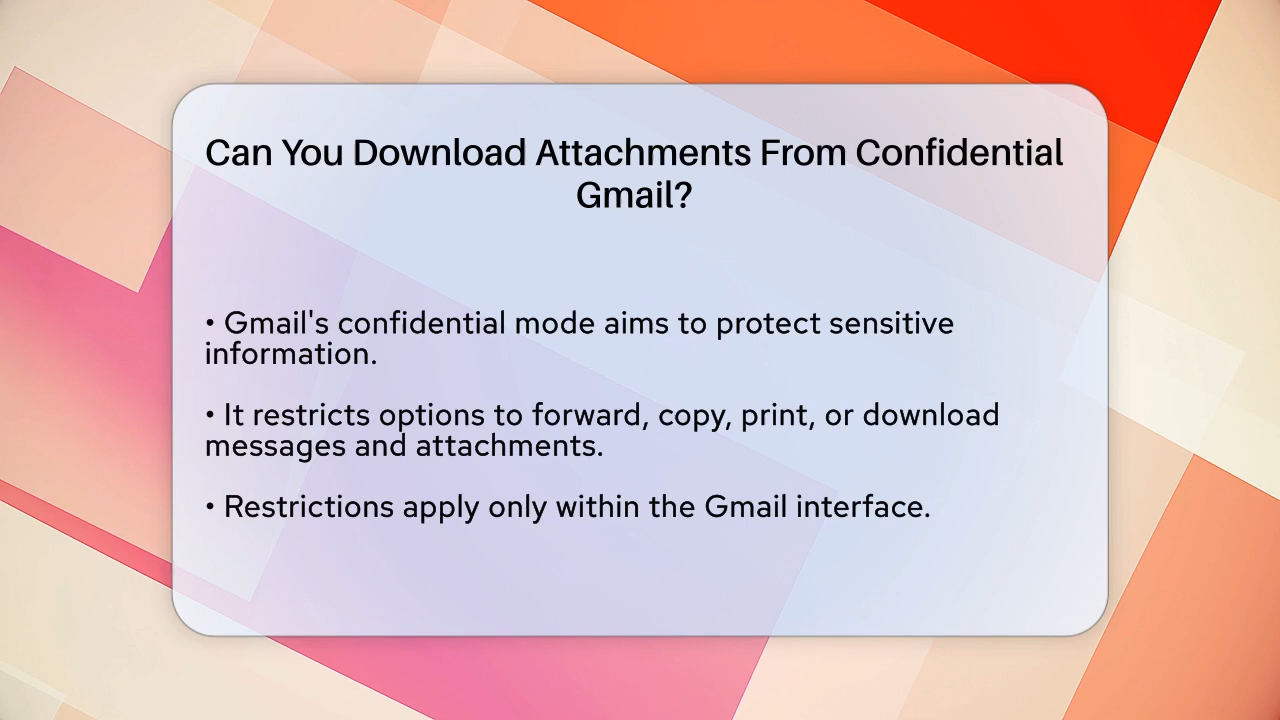 Can You Download Attachments From Confidential
Gmail?
• Gmail's confidential mode aims to protect sensitive
information.
• It restricts options to forward, copy, print, or download
messages and attachments.
• Restrictions apply only within the Gmail interface.